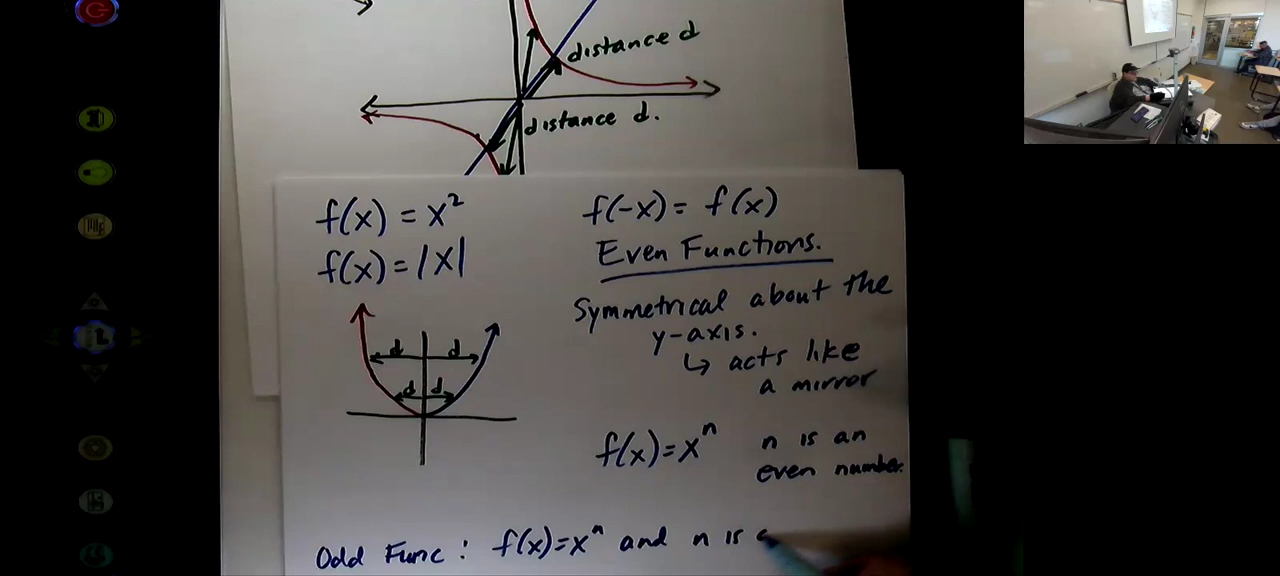 distance d
distance d.
f(x) = x²
f(x) = |x|
f(-x) = f(x)
Even Functions.
Symmetrical about the
y-axis.
↳ acts like
a mirror
d d
d d
f(x)=xⁿ n is an
even number.
Odd Func : f(x)=xⁿ and n is